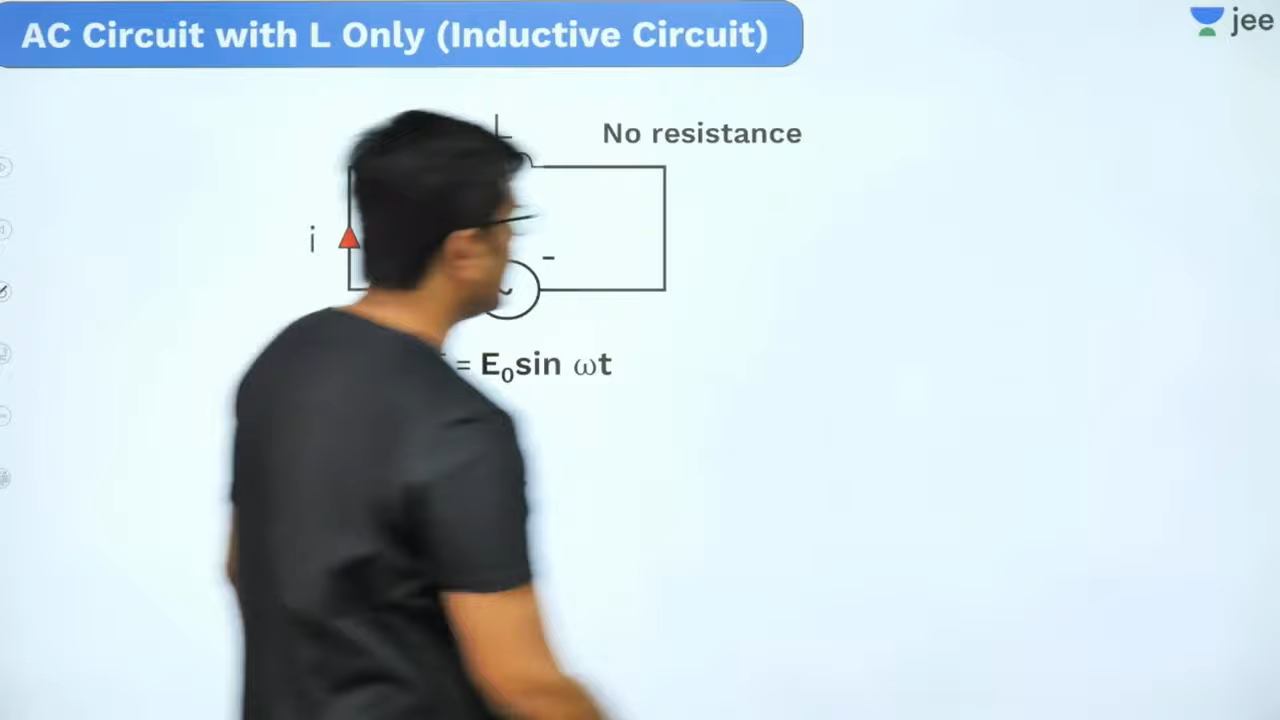 AC Circuit with L Only (Inductive Circuit)
jee
L
No resistance
i
-
= E₀sin ωt